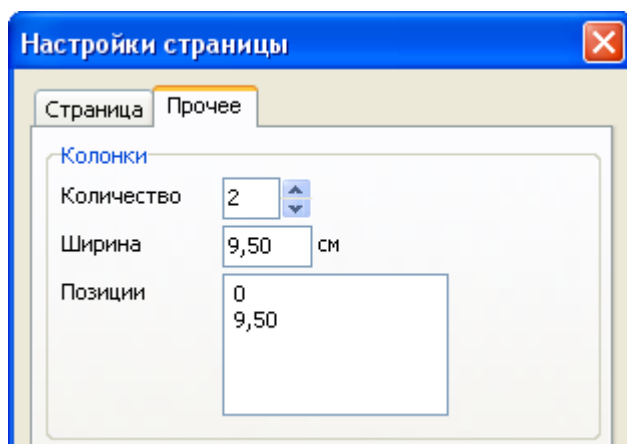 Настройки страницы
Страница Прочее
Колонки
Количество 2
Ширина 9,50 см
Позиции 0
9,50